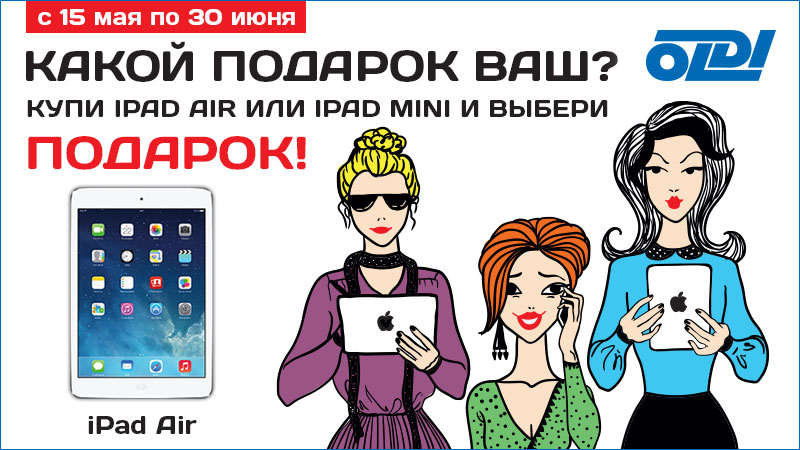 с 15 мая по 30 июня
КАКОЙ ПОДАРОК ВАШ?
OLDI
КУПИ IPAD AIR ИЛИ IPAD MINI И ВЫБЕРИ
ПОДАРОК!
iPad Air